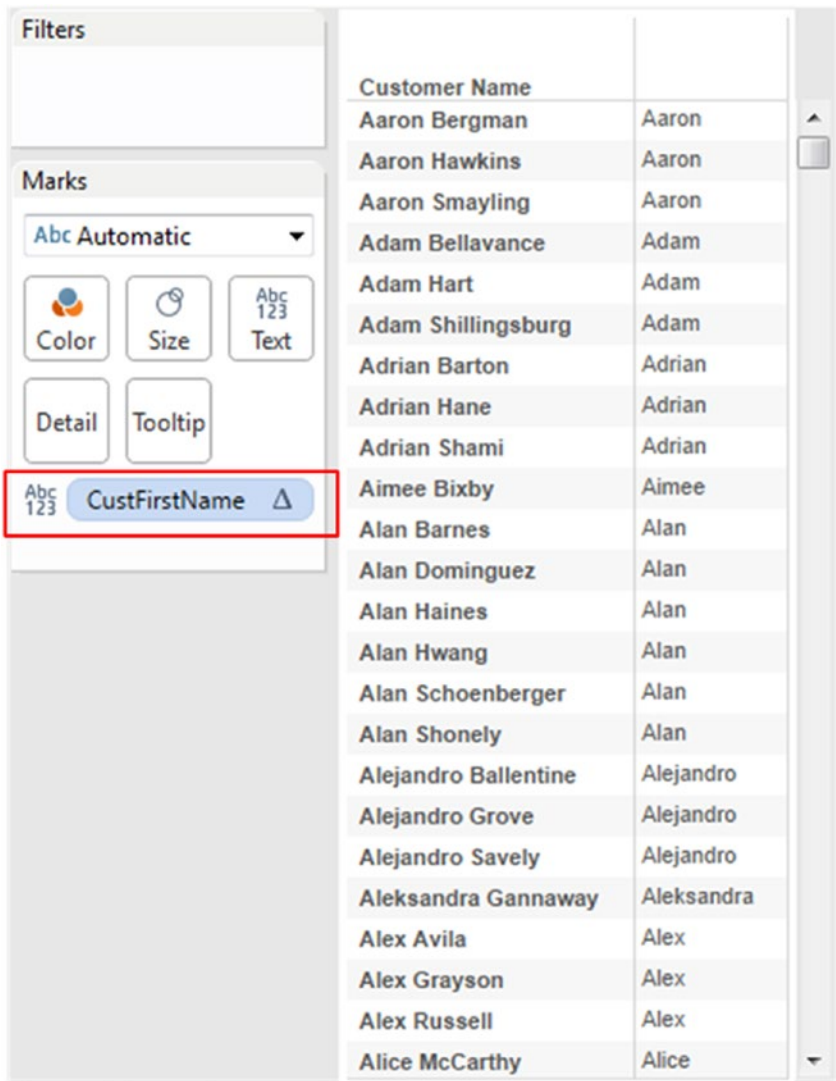 Filters
Marks
Abc Automatic
Color
Size
Abc
123
Text
Detail
Tooltip
Abc
123
CustFirstName Δ
Customer Name
Aaron Bergman Aaron
Aaron Hawkins Aaron
Aaron Smayling Aaron
Adam Bellavance Adam
Adam Hart Adam
Adam Shillingsburg Adam
Adrian Barton Adrian
Adrian Hane Adrian
Adrian Shami Adrian
Aimee Bixby Aimee
Alan Barnes Alan
Alan Dominguez Alan
Alan Haines Alan
Alan Hwang Alan
Alan Schoenberger Alan
Alan Shonely Alan
Alejandro Ballentine Alejandro
Alejandro Grove Alejandro
Alejandro Savely Alejandro
Aleksandra Gannaway Aleksandra
Alex Avila Alex
Alex Grayson Alex
Alex Russell Alex
Alice McCarthy Alice